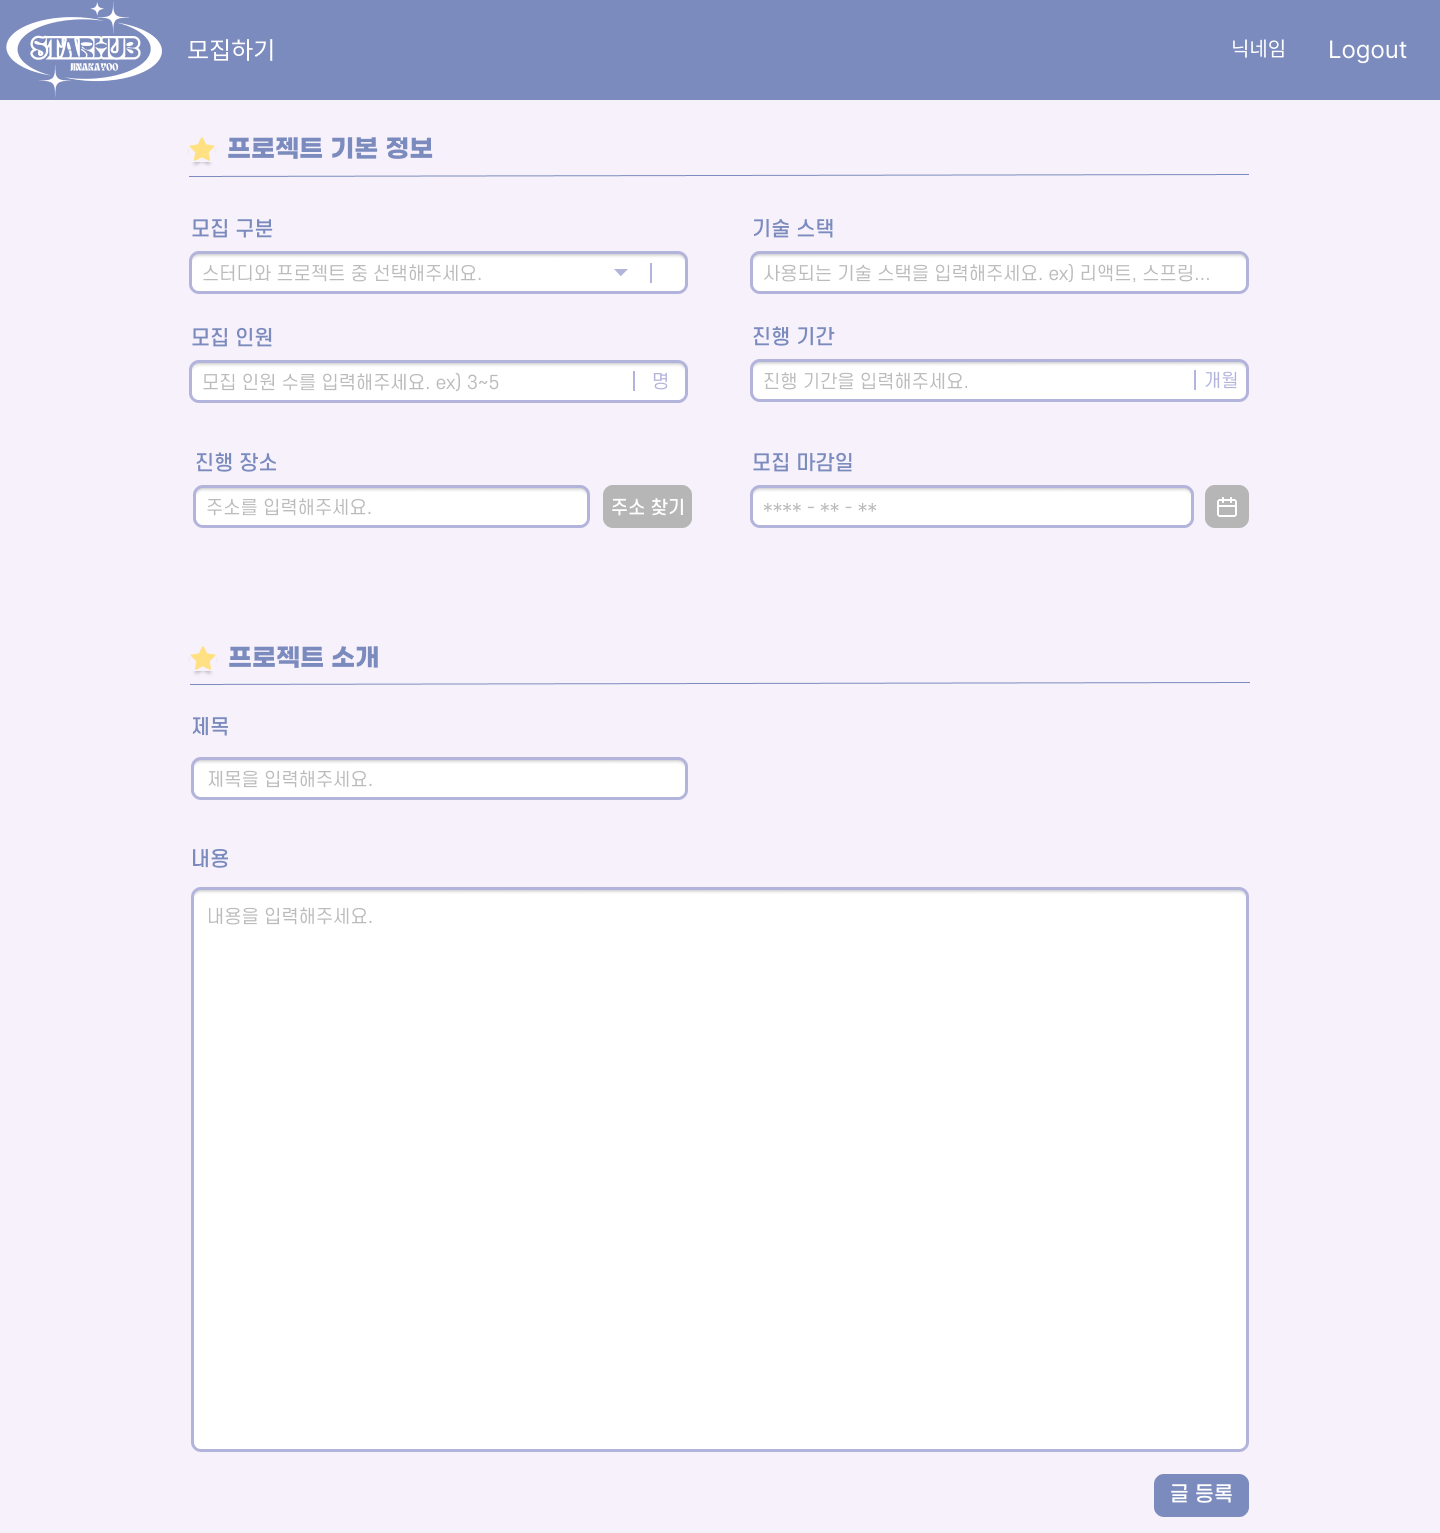 STARHUB
모집하기
닉네임
Logout
프로젝트 기본 정보
모집 구분
기술 스택
스터디와 프로젝트 중 선택해주세요.
사용되는 기술 스택을 입력해주세요. ex) 리액트, 스프링...
모집 인원
진행 기간
모집 인원 수를 입력해주세요. ex) 3~5
명
진행 기간을 입력해주세요.
개월
진행 장소
모집 마감일
주소를 입력해주세요.
주소 찾기
**** - ** - **
프로젝트 소개
제목
제목을 입력해주세요.
내용
내용을 입력해주세요.
글 등록